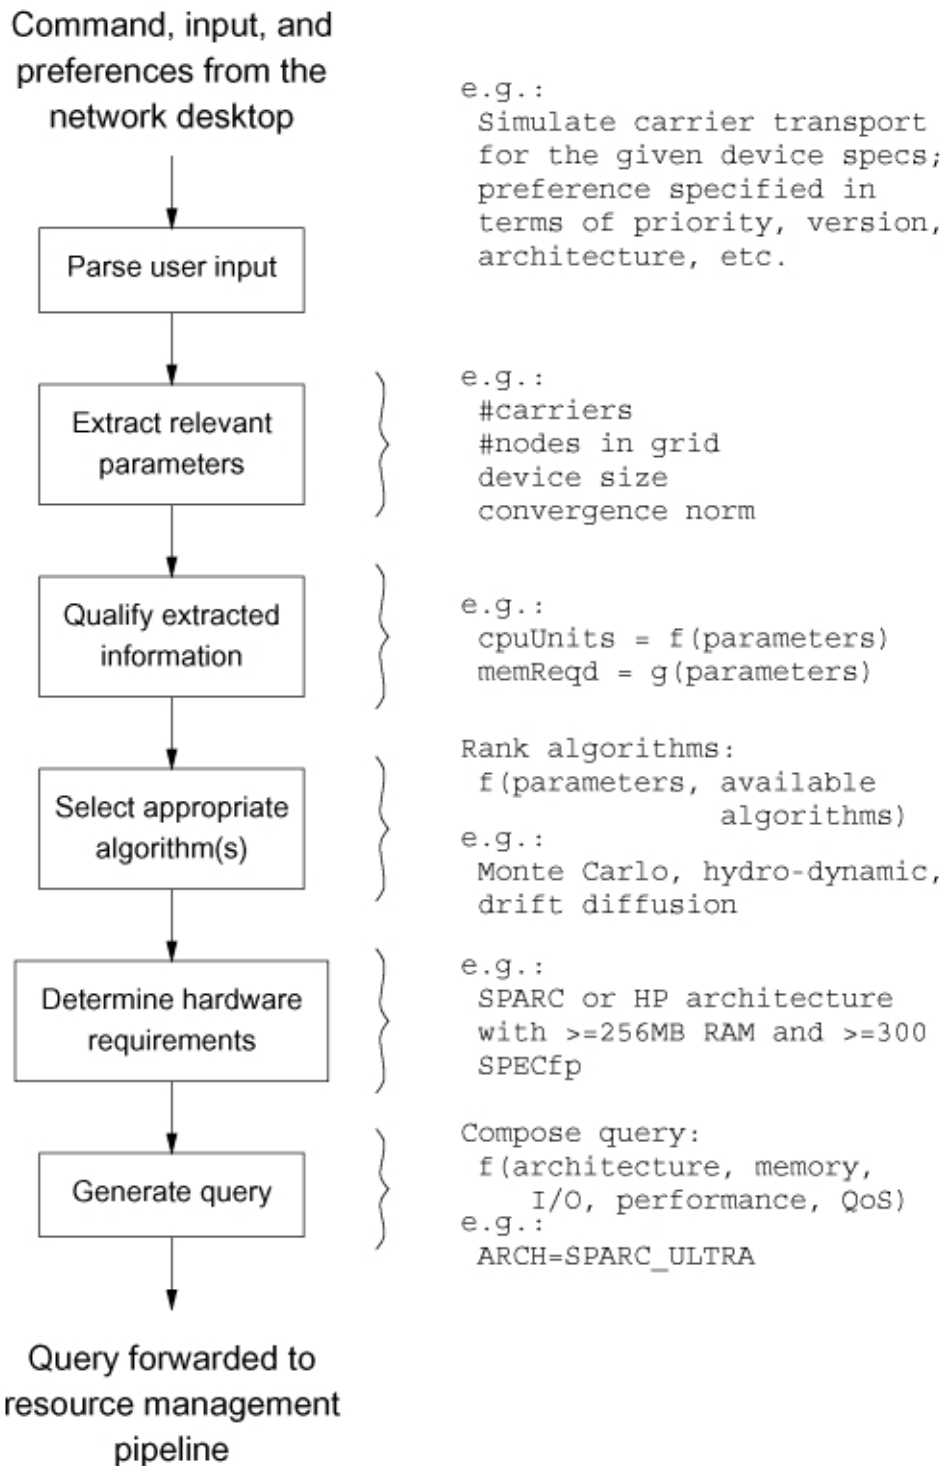 Command, input, and
preferences from the
network desktop
e.g.:
Simulate carrier transport
for the given device specs;
preference specified in
terms of priority, version,
architecture, etc.
Parse user input
Extract relevant
parameters
e.g.:
#carriers
#nodes in grid
device size
convergence norm
Qualify extracted
information
e.g.:
cpuUnits = f(parameters)
memReqd = g(parameters)
Select appropriate
algorithm(s)
Rank algorithms:
f(parameters, available
algorithms)
e.g.:
Monte Carlo, hydro-dynamic,
drift diffusion
Determine hardware
requirements
e.g.:
SPARC or HP architecture
with >=256MB RAM and >=300
SPECfp
Generate query
Compose query:
f(architecture, memory,
I/O, performance, QoS)
e.g.:
ARCH=SPARC_ULTRA
Query forwarded to
resource management
pipeline